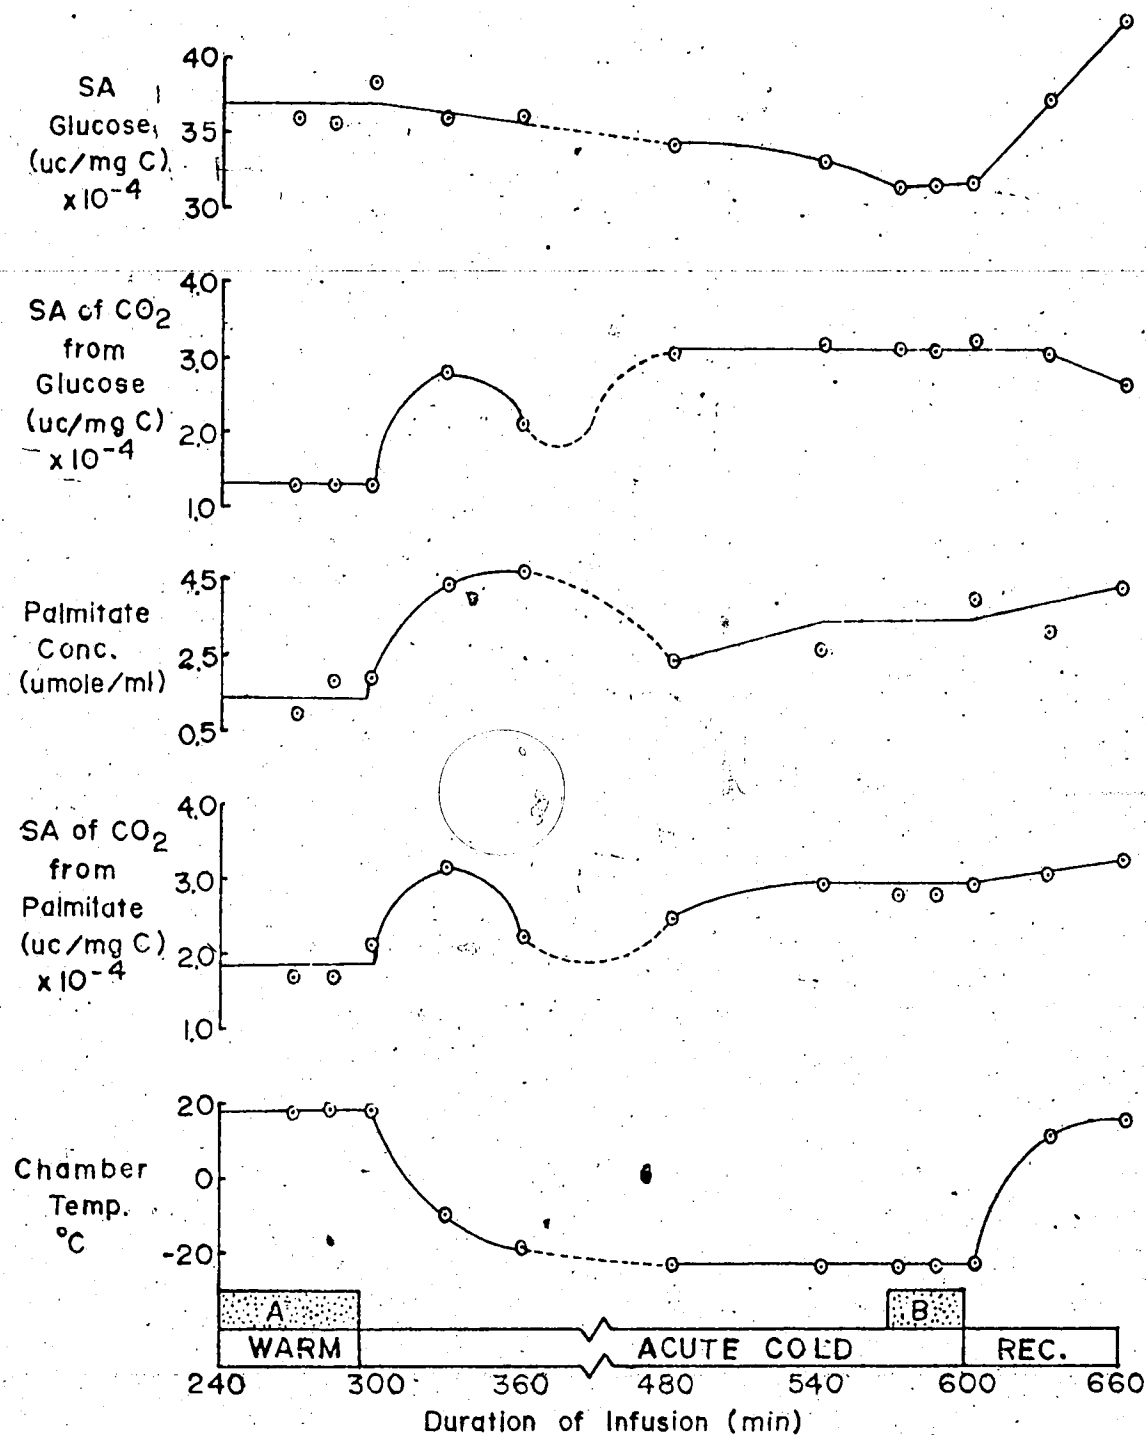 SA
Glucose
(uc/mg C)
x10-4
40
35
30
SA of CO2
from
Glucose
(uc/mg C)
x10-4
4.0
3.0
2.0
1.0
Palmitate
Conc.
(umole/ml)
4.5
2.5
0.5
SA of CO2
from
Palmitate
(uc/mg C)
x10-4
4.0
3.0
2.0
1.0
Chamber
Temp.
°C
20
0
-20
A
B
WARM
ACUTE COLD
REC.
240 300 360 480 540 600 660
Duration of Infusion (min)